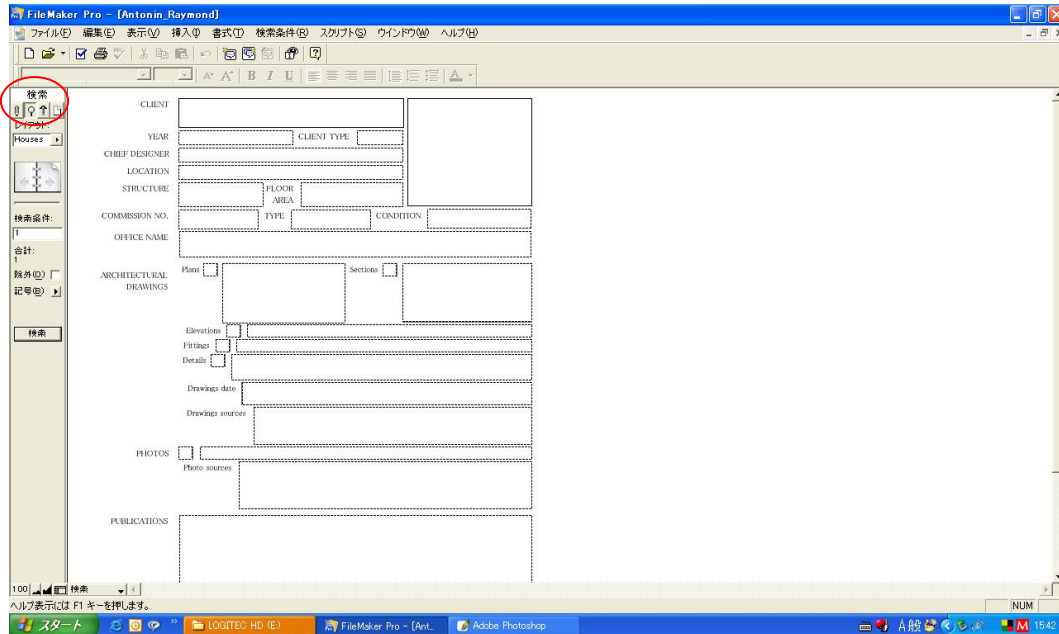 FileMaker Pro - [Antonin_Raymond]
ファイル(F) 編集(E) 表示(V) 挿入(I) 書式(T) 検索条件(R) スクリプト(S) ウインドウ(W) ヘルプ(H)
B I U A
検索
レイアウト:
Houses
検索条件:
1
合計:
1
除外(O)
記号(B)
検索
CLIENT
YEAR CLIENT TYPE
CHIEF DESIGNER
LOCATION
STRUCTURE FLOOR
AREA
COMMISSION NO. TYPE CONDITION
OFFICE NAME
ARCHITECTURAL Plans Sections
DRAWINGS
Elevations
Fittings
Details
Drawings date
Drawings sources
PHOTOS
Photo sources
PUBLICATIONS
100 検索
ヘルプ表示には F1 キーを押します。 NUM
スタート LOGITEC HD (E:) FileMaker Pro - [Ant... Adobe Photoshop A般 15:42